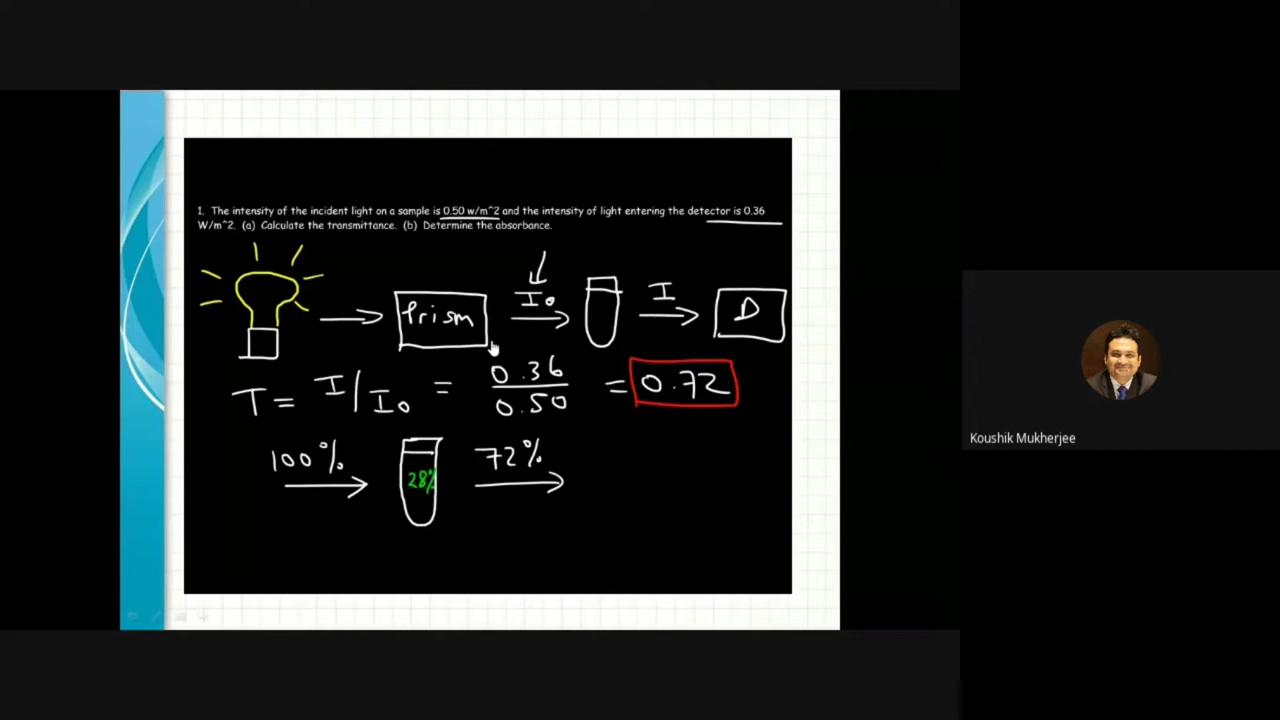 1. The intensity of the incident light on a sample is 0.50 w/m^2 and the intensity of light entering the detector is 0.36
W/m^2. (a) Calculate the transmittance. (b) Determine the absorbance.
Prism I₀ I D
T = I/I₀ = 0.36/0.50 = 0.72
100% 28% 72%
Koushik Mukherjee